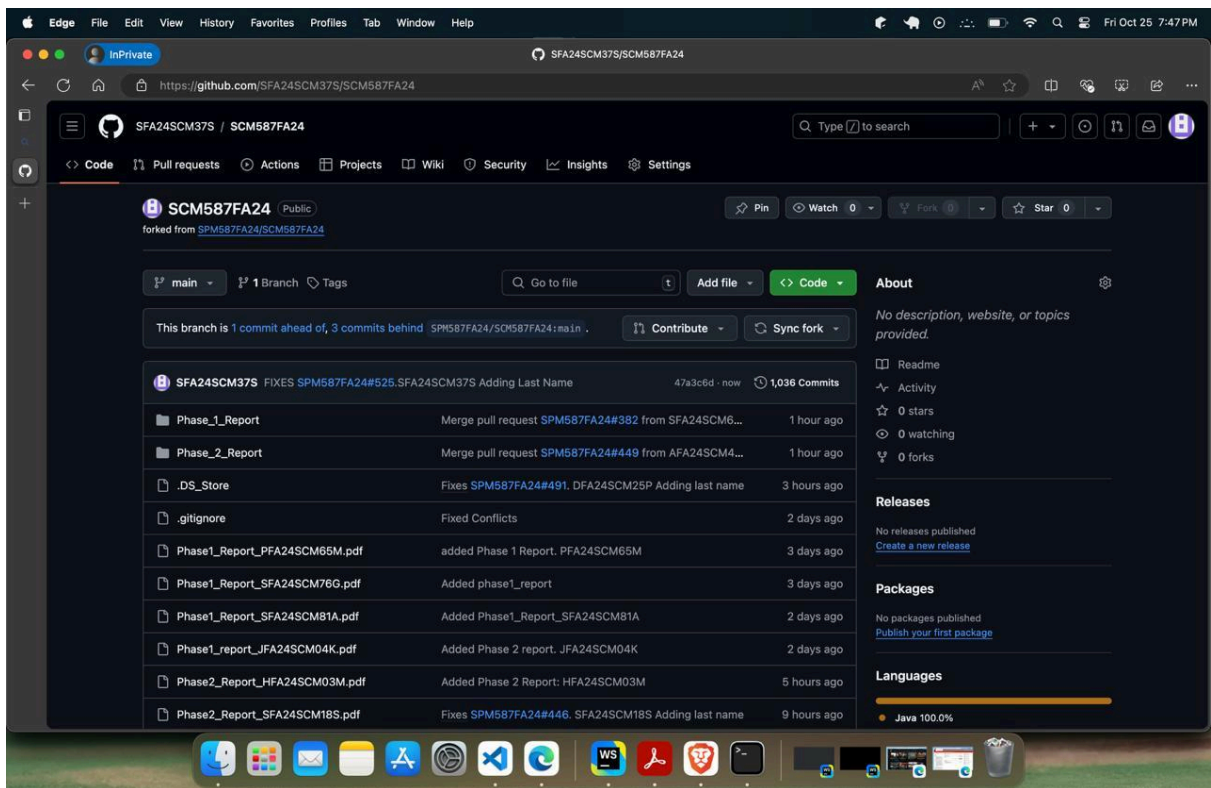 Edge File Edit View History Favorites Profiles Tab Window Help Fri Oct 25 7:47 PM
InPrivate SFA24SCM37S/SCM587FA24
https://github.com/SFA24SCM37S/SCM587FA24
SFA24SCM37S / SCM587FA24 Type / to search
Code Pull requests Actions Projects Wiki Security Insights Settings
SCM587FA24 Public Pin Watch 0 Fork 0 Star 0
forked from SPM587FA24/SCM587FA24
main 1 Branch Tags Go to file t Add file Code
This branch is 1 commit ahead of, 3 commits behind SPM587FA24/SCM587FA24:main . Contribute Sync fork
SFA24SCM37S FIXES SPM587FA24#525.SFA24SCM37S Adding Last Name 47a3c6d · now 1,036 Commits
Phase_1_Report Merge pull request SPM587FA24#382 from SFA24SCM6... 1 hour ago
Phase_2_Report Merge pull request SPM587FA24#449 from AFA24SCM4... 1 hour ago
.DS_Store Fixes SPM587FA24#491. DFA24SCM25P Adding last name 3 hours ago
.gitignore Fixed Conflicts 2 days ago
Phase1_Report_PFA24SCM65M.pdf added Phase 1 Report. PFA24SCM65M 3 days ago
Phase1_Report_SFA24SCM76G.pdf Added phase1_report 3 days ago
Phase1_Report_SFA24SCM81A.pdf Added Phase1_Report_SFA24SCM81A 2 days ago
Phase1_report_JFA24SCM04K.pdf Added Phase 2 report. JFA24SCM04K 2 days ago
Phase2_Report_HFA24SCM03M.pdf Added Phase 2 Report: HFA24SCM03M 5 hours ago
Phase2_Report_SFA24SCM18S.pdf Fixes SPM587FA24#446. SFA24SCM18S Adding last name 9 hours ago
About
No description, website, or topics
provided.
Readme
Activity
0 stars
0 watching
0 forks
Releases
No releases published
Create a new release
Packages
No packages published
Publish your first package
Languages
Java 100.0%
WS